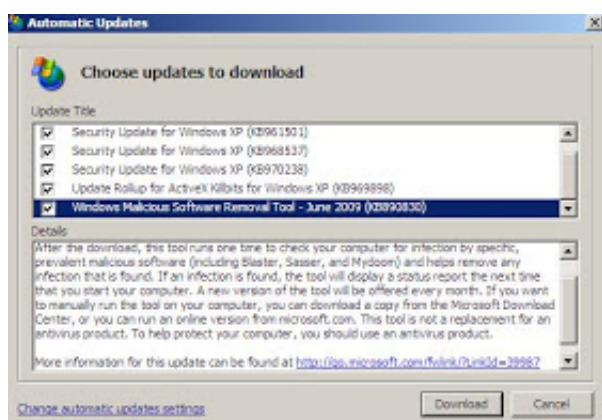 Automatic Updates
Choose updates to download
Update Title
Security Update for Windows XP (KB961501)
Security Update for Windows XP (KB968537)
Security Update for Windows XP (KB970238)
Update Rollup for ActiveX Killbits for Windows XP (KB969898)
Windows Malicious Software Removal Tool - June 2009 (KB890830)
Details
After the download, this tool runs one time to check your computer for infection by specific,
prevalent malicious software (including Blaster, Sasser, and Mydoom) and helps remove any
infection that is found. If an infection is found, the tool will display a status report the next time
that you start your computer. A new version of the tool will be offered every month. If you want
to manually run the tool on your computer, you can download a copy from the Microsoft Download
Center, or you can run an online version from microsoft.com. This tool is not a replacement for an
antivirus product. To help protect your computer, you should use an antivirus product.
More information for this update can be found at http://go.microsoft.com/fwlink/?LinkId=39987
Change automatic updates settings
Download
Cancel